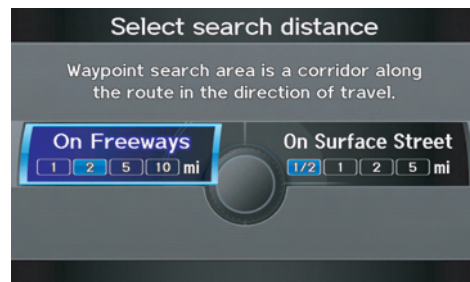 Select search distance
Waypoint search area is a corridor along
the route in the direction of travel.
On Freeways
1 2 5 10 mi
On Surface Street
1/2 1 2 5 mi